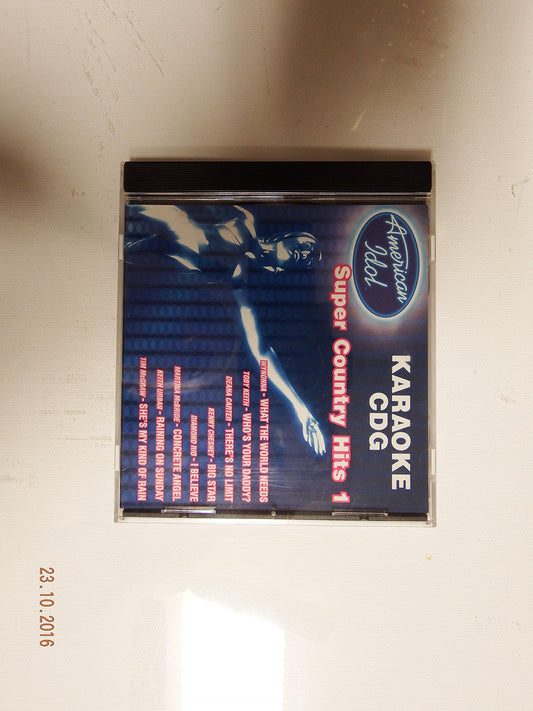 American
Idol
KARAOKE
CDG
Super Country Hits 1
WYNONNA - WHAT THE WORLD NEEDS
TOBY KEITH - WHO'S YOUR DADDY?
DEANA CARTER - THERE'S NO LIMIT
KENNY CHESNEY - BIG STAR
DIAMOND RIO - I BELIEVE
MARTINA McBRIDE - CONCRETE ANGEL
KEITH URBAN - RAINING ON SUNDAY
TIM McGRAW - SHE'S MY KIND OF RAIN
23.10.2016